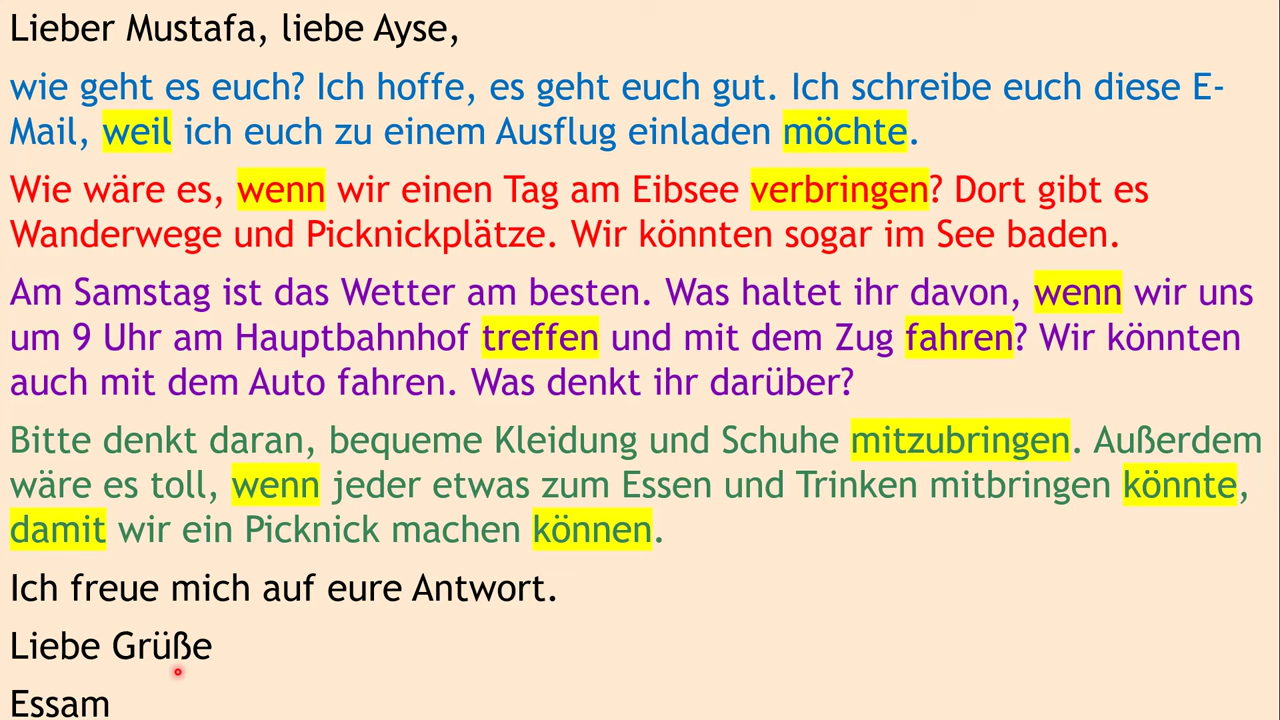 Lieber Mustafa, liebe Ayse,
wie geht es euch? Ich hoffe, es geht euch gut. Ich schreibe euch diese E-
Mail, weil ich euch zu einem Ausflug einladen möchte.
Wie wäre es, wenn wir einen Tag am Eibsee verbringen? Dort gibt es
Wanderwege und Picknickplätze. Wir könnten sogar im See baden.
Am Samstag ist das Wetter am besten. Was haltet ihr davon, wenn wir uns
um 9 Uhr am Hauptbahnhof treffen und mit dem Zug fahren? Wir könnten
auch mit dem Auto fahren. Was denkt ihr darüber?
Bitte denkt daran, bequeme Kleidung und Schuhe mitzubringen. Außerdem
wäre es toll, wenn jeder etwas zum Essen und Trinken mitbringen könnte,
damit wir ein Picknick machen können.
Ich freue mich auf eure Antwort.
Liebe Grüße
Essam